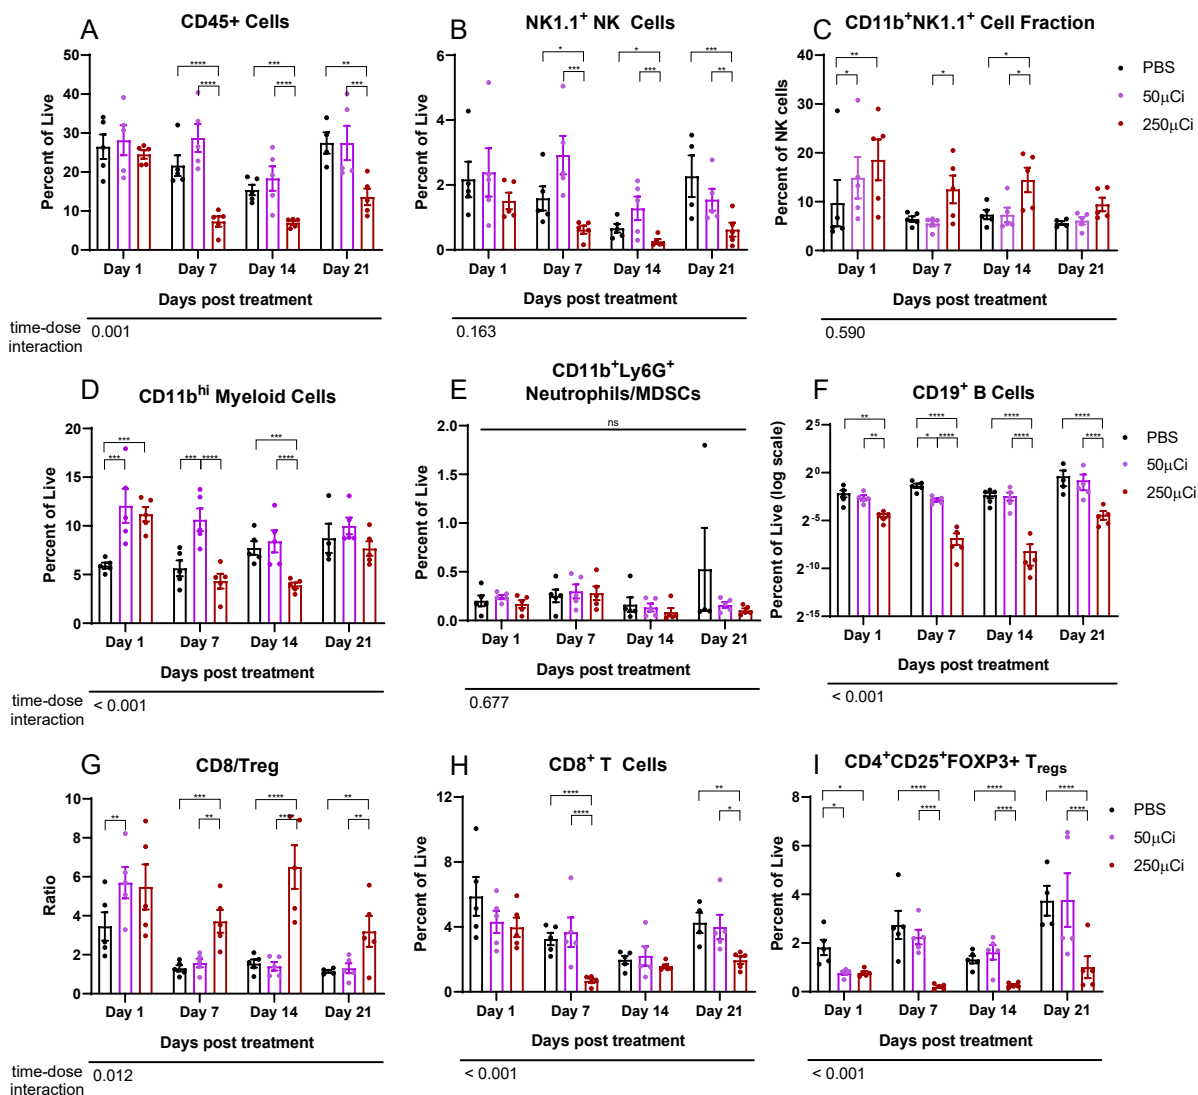 A
CD45+ Cells
50
40
30
20
10
0
Percent of Live
****
****
***
****
**
***
Day 1 Day 7 Day 14 Day 21
Days post treatment
time-dose interaction
0.001
B
NK1.1+ NK Cells
6
4
2
0
Percent of Live
*
***
*
***
***
**
Day 1 Day 7 Day 14 Day 21
Days post treatment
0.163
C
CD11b+NK1.1+ Cell Fraction
40
30
20
10
0
Percent of NK cells
**
*
*
*
*
Day 1 Day 7 Day 14 Day 21
Days post treatment
0.590
PBS
50μCi
250μCi
D
CD11bhi Myeloid Cells
20
15
10
5
0
Percent of Live
***
***
*** ****
***
****
Day 1 Day 7 Day 14 Day 21
Days post treatment
time-dose
interaction
< 0.001
E
CD11b+Ly6G+
Neutrophils/MDSCs
2.0
1.5
1.0
0.5
0.0
Percent of Live
ns
Day 1 Day 7 Day 14 Day 21
Days post treatment
0.677
F
CD19+ B Cells
2^5
2^0
2^-5
2^-10
2^-15
Percent of Live (log scale)
**
**
****
* ****
****
****
****
****
Day 1 Day 7 Day 14 Day 21
Days post treatment
< 0.001
PBS
50μCi
250μCi
G
CD8/Treg
10
8
6
4
2
0
Ratio
**
***
**
****
****
**
**
Day 1 Day 7 Day 14 Day 21
Days post treatment
time-dose
interaction
0.012
H
CD8+ T Cells
12
8
4
0
Percent of Live
****
****
**
*
Day 1 Day 7 Day 14 Day 21
Days post treatment
< 0.001
I
CD4+CD25+FOXP3+ Tregs
8
6
4
2
0
Percent of Live
*
*
****
****
****
****
****
****
Day 1 Day 7 Day 14 Day 21
Days post treatment
< 0.001
PBS
50μCi
250μCi